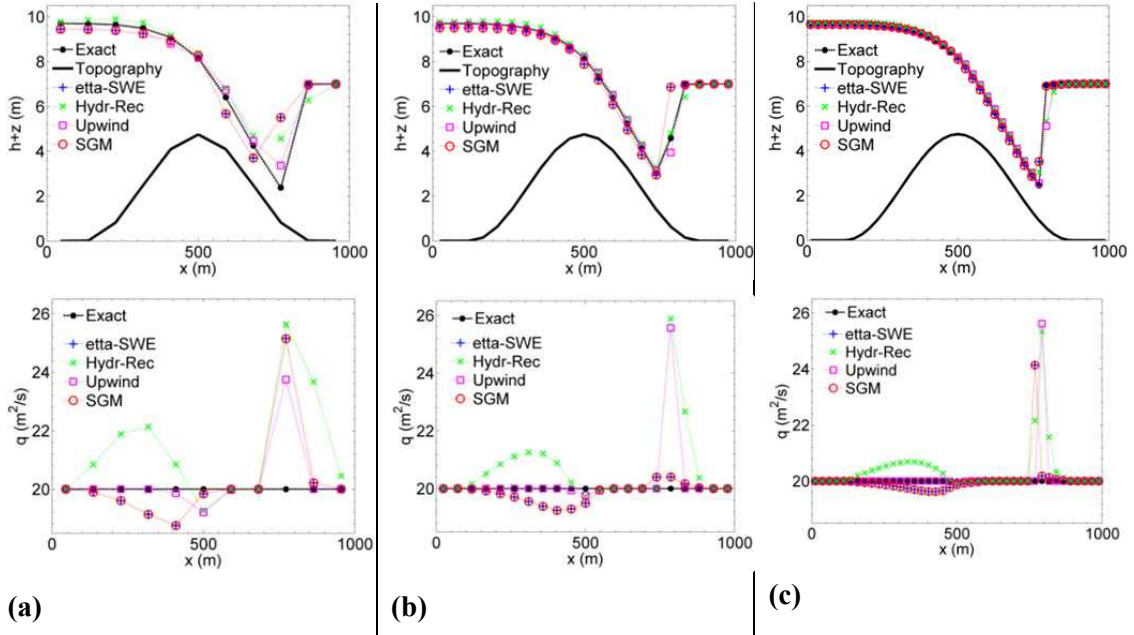 10
8
6
4
2
0
h+z (m)
Exact
Topography
etta-SWE
Hydr-Rec
Upwind
SGM
0
500
1000
x (m)
10
8
6
4
2
0
h+z (m)
Exact
Topography
etta-SWE
Hydr-Rec
Upwind
SGM
0
500
1000
x (m)
10
8
6
4
2
0
h+z (m)
Exact
Topography
etta-SWE
Hydr-Rec
Upwind
SGM
0
500
1000
x (m)
26
24
22
20
q (m²/s)
Exact
etta-SWE
Hydr-Rec
Upwind
SGM
0
500
1000
x (m)
(a)
26
24
22
20
q (m²/s)
Exact
etta-SWE
Hydr-Rec
Upwind
SGM
0
500
1000
x (m)
(b)
26
24
22
20
q (m²/s)
Exact
etta-SWE
Hydr-Rec
Upwind
SGM
0
500
1000
x (m)
(c)